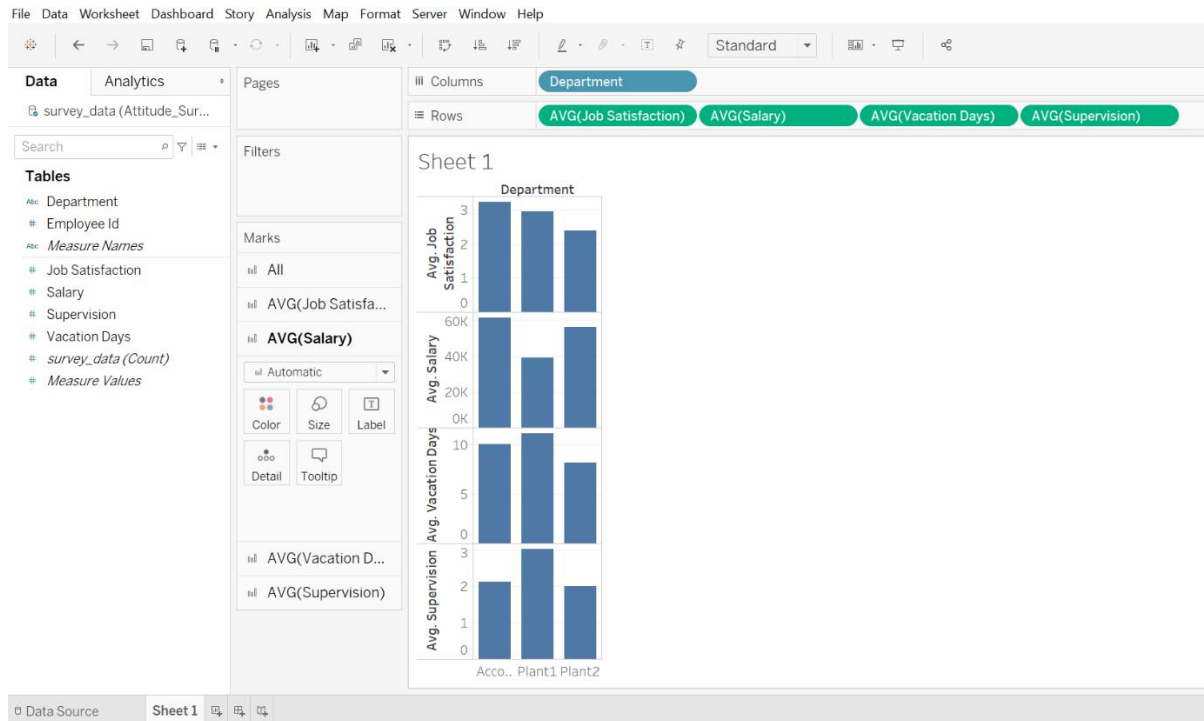 File Data Worksheet Dashboard Story Analysis Map Format Server Window Help
Standard
Data Analytics
survey_data (Attitude_Sur...
Search
Tables
Abc Department
# Employee Id
Abc Measure Names
# Job Satisfaction
# Salary
# Supervision
# Vacation Days
# survey_data (Count)
# Measure Values
Pages
Filters
Marks
All
AVG(Job Satisfa...
AVG(Salary)
Automatic
Color Size Label
Detail Tooltip
AVG(Vacation D...
AVG(Supervision)
Columns Department
Rows AVG(Job Satisfaction) AVG(Salary) AVG(Vacation Days) AVG(Supervision)
Sheet 1
Department
Avg. Job
Satisfaction
3
2
1
0
Avg. Salary
60K
40K
20K
0K
Avg. Vacation Days
10
5
0
Avg. Supervision
3
2
1
0
Acco.. Plant1 Plant2
Data Source Sheet 1